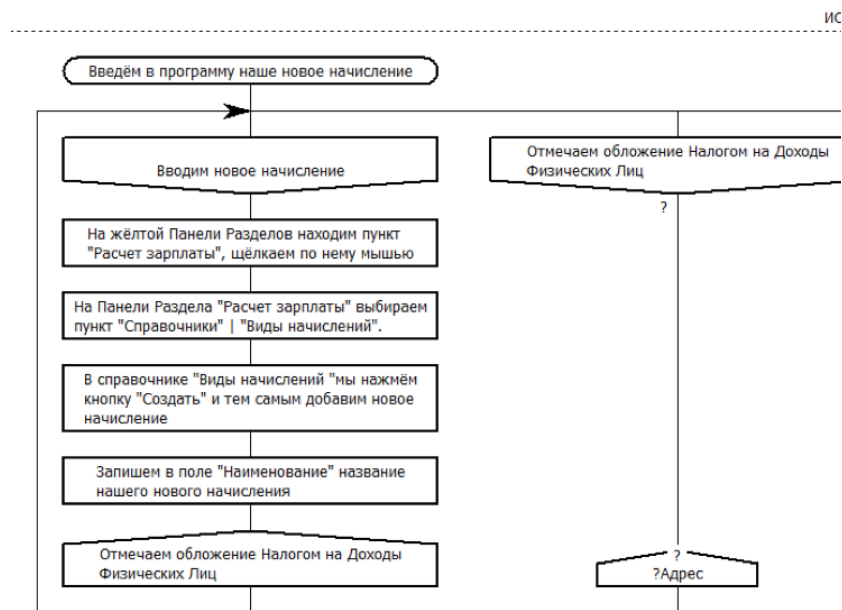 ИС
Введём в программу наше новое начисление
Вводим новое начисление
На жёлтой Панели Разделов находим пункт
"Расчет зарплаты", щёлкаем по нему мышью
На Панели Раздела "Расчет зарплаты" выбираем
пункт "Справочники" | "Виды начислений".
В справочнике "Виды начислений "мы нажмём
кнопку "Создать" и тем самым добавим новое
начисление
Запишем в поле "Наименование" название
нашего нового начисления
Отмечаем обложение Налогом на Доходы
Физических Лиц
Отмечаем обложение Налогом на Доходы
Физических Лиц
?
?
?Адрес